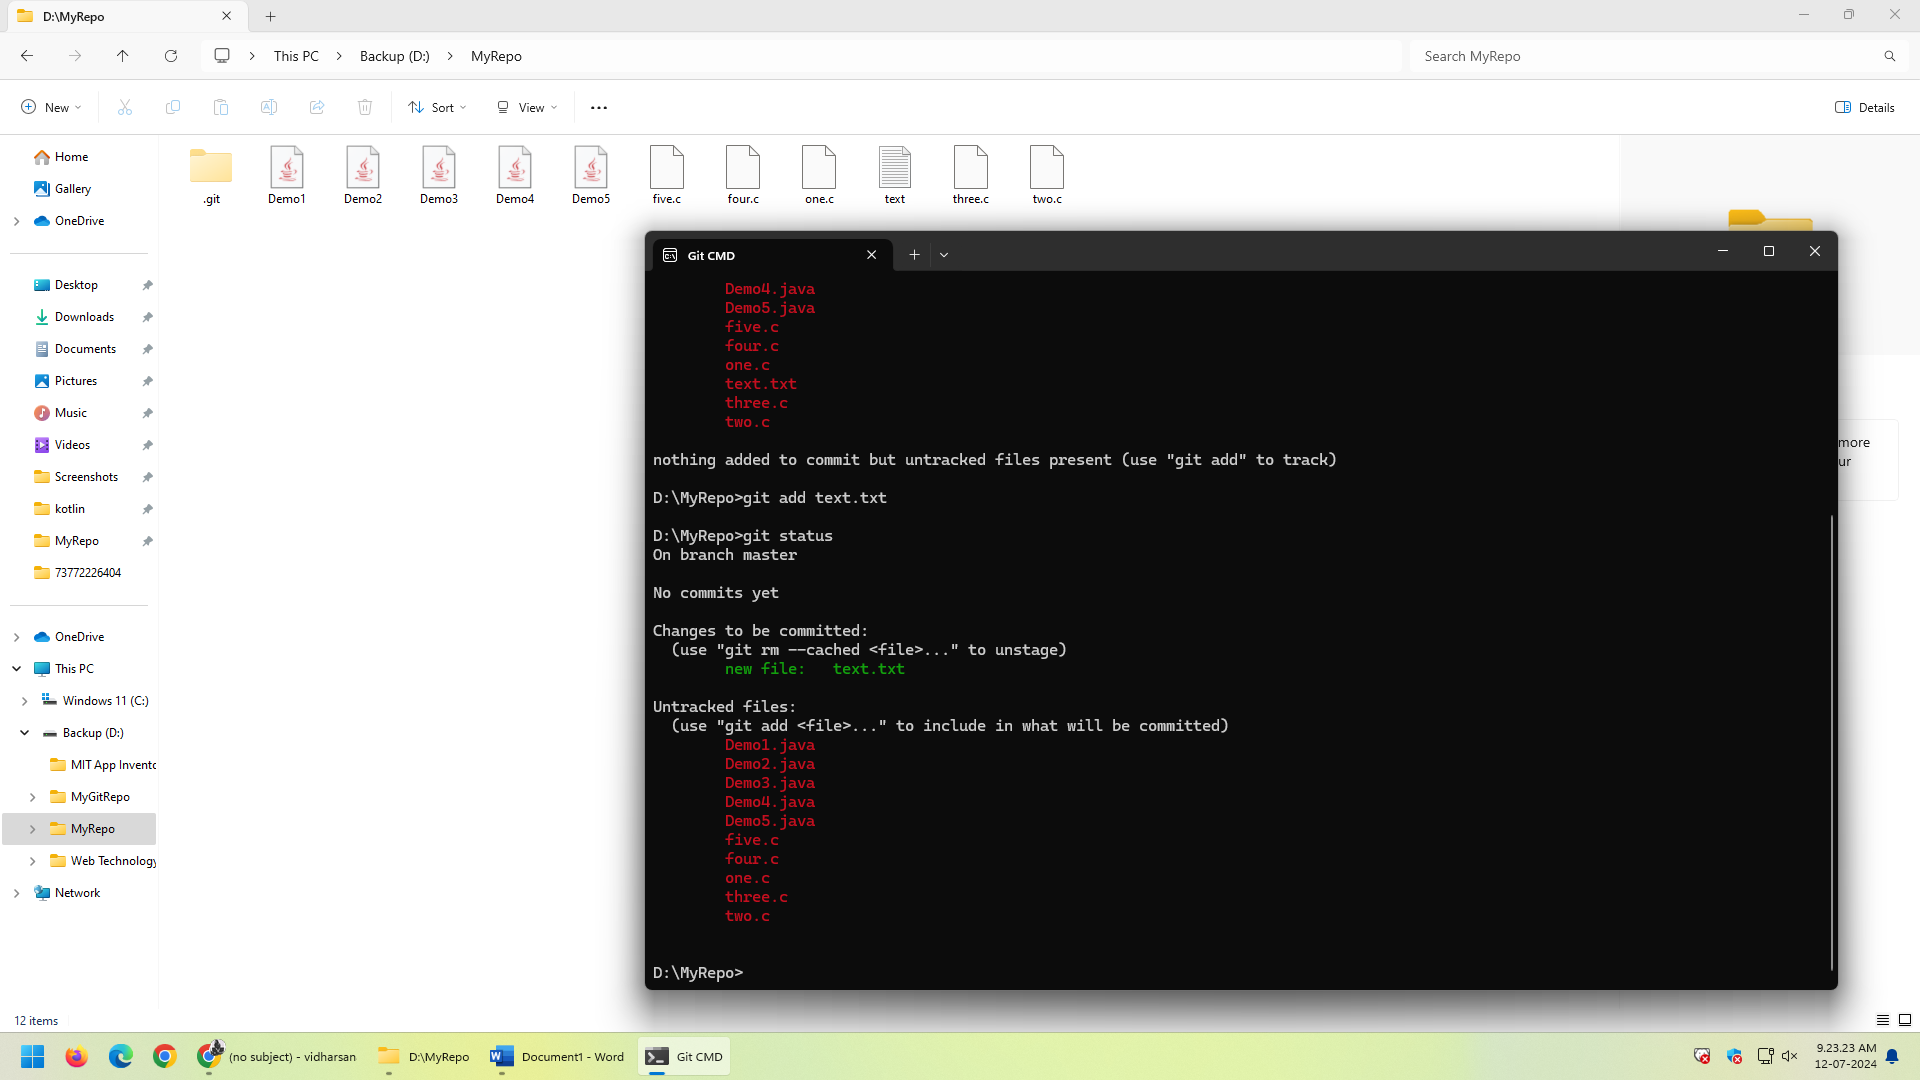 D:\MyRepo
This PC
Backup (D:)
MyRepo
Search MyRepo
New
Sort
View
Details
.git
Demo1
Demo2
Demo3
Demo4
Demo5
five.c
four.c
one.c
text
three.c
two.c
Home
Gallery
OneDrive
Desktop
Downloads
Documents
Pictures
Music
Videos
Screenshots
kotlin
MyRepo
73772226404
OneDrive
This PC
Windows 11 (C:)
Backup (D:)
MIT App Invento
MyGitRepo
MyRepo
Web Technology
Network
12 items
more
ur
Git CMD
Demo4.java
Demo5.java
five.c
four.c
one.c
text.txt
three.c
two.c
nothing added to commit but untracked files present (use "git add" to track)
D:\MyRepo>git add text.txt
D:\MyRepo>git status
On branch master
No commits yet
Changes to be committed:
(use "git rm --cached <file>..." to unstage)
new file:   text.txt
Untracked files:
(use "git add <file>..." to include in what will be committed)
Demo1.java
Demo2.java
Demo3.java
Demo4.java
Demo5.java
five.c
four.c
one.c
three.c
two.c
D:\MyRepo>
(no subject) - vidharsan
D:\MyRepo
Document1 - Word
Git CMD
9.23.23 AM
12-07-2024